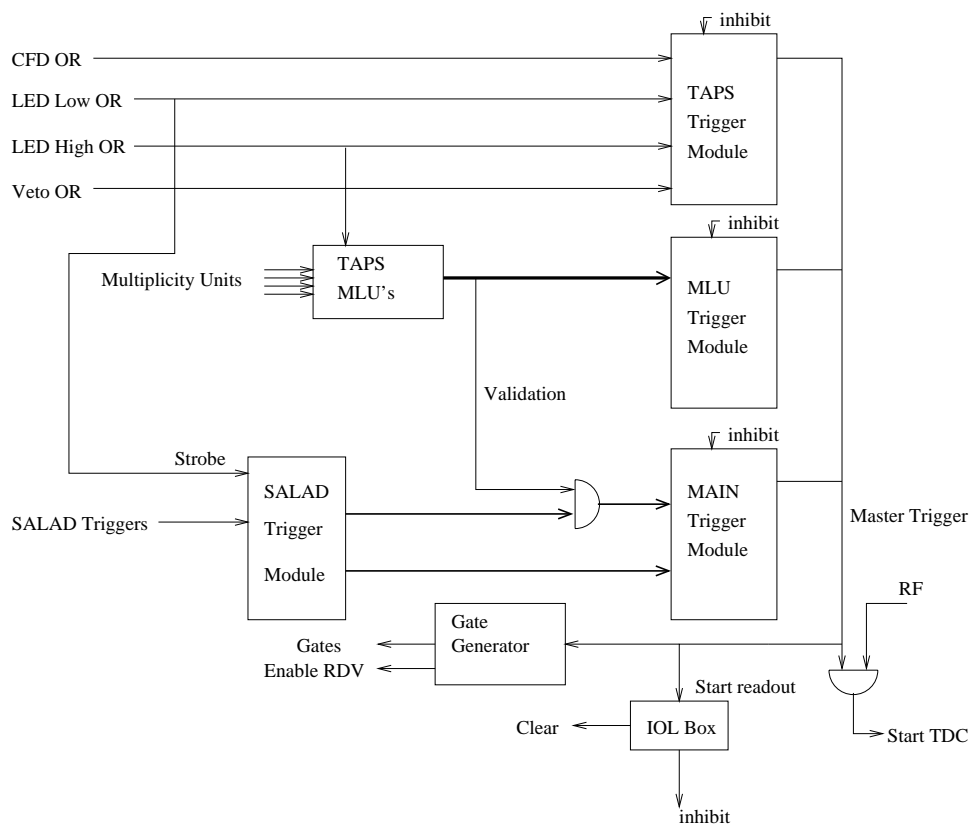 inhibit
CFD OR
LED Low OR
LED High OR
Veto OR
TAPS
Trigger
Module
inhibit
Multiplicity Units
TAPS
MLU's
MLU
Trigger
Module
Validation
inhibit
Strobe
SALAD Triggers
SALAD
Trigger
Module
MAIN
Trigger
Module
Master Trigger
RF
Gate
Generator
Gates
Enable RDV
Start readout
Clear
IOL Box
Start TDC
inhibit